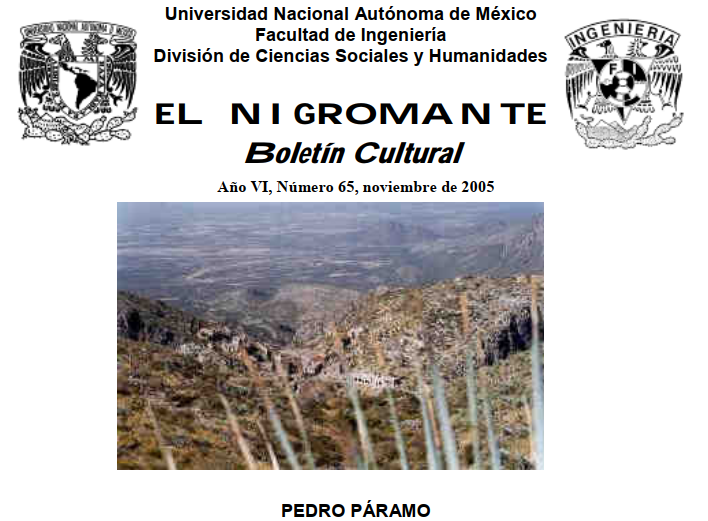 Universidad Nacional Autónoma de México
Facultad de Ingeniería
División de Ciencias Sociales y Humanidades
EL NIGROMANTE
Boletín Cultural
Año VI, Número 65, noviembre de 2005
INGENIERIA
F I
PEDRO PÁRAMO